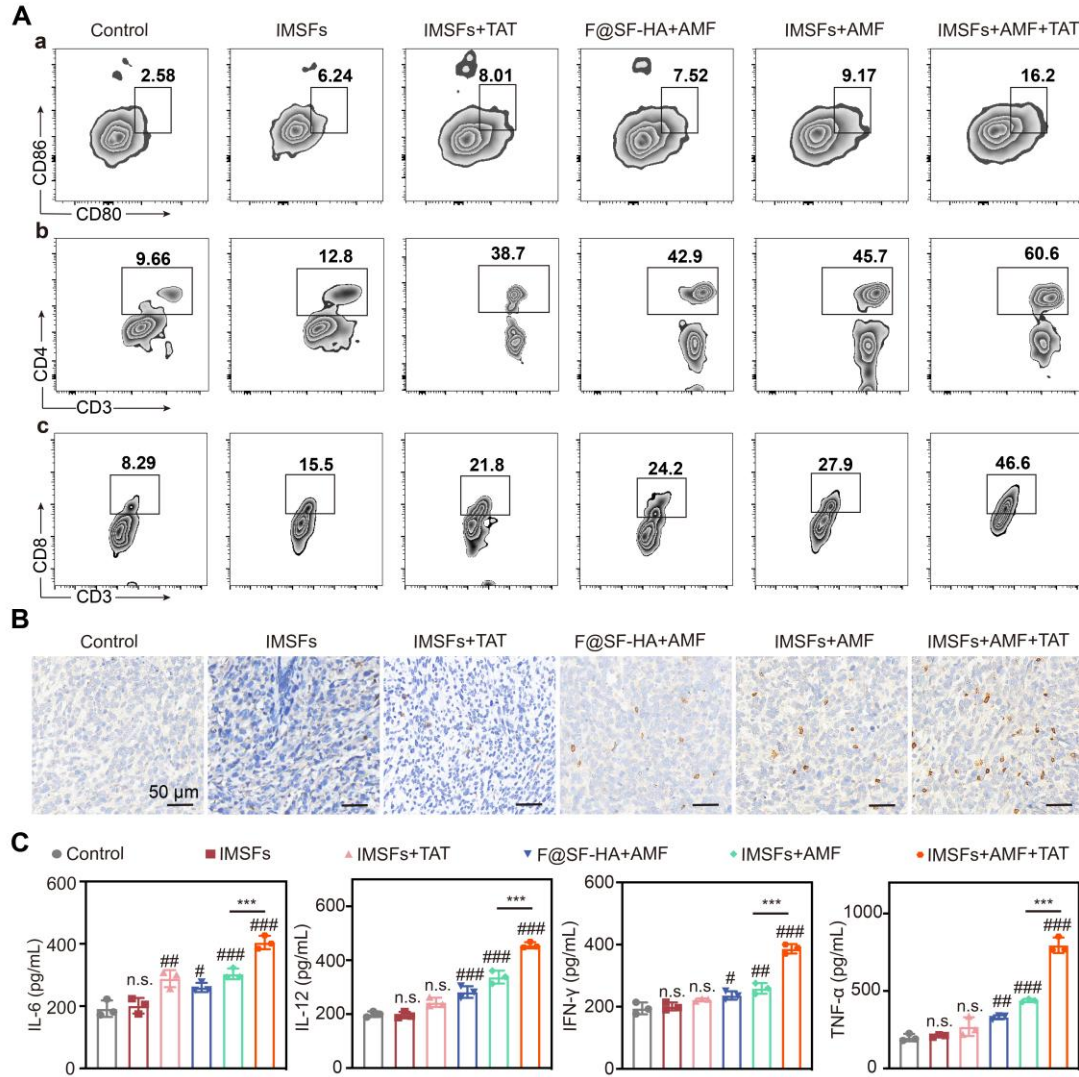 A
Control IMSFs IMSFs+TAT F@SF-HA+AMF IMSFs+AMF IMSFs+AMF+TAT
a
2.58 6.24 8.01 7.52 9.17 16.2
CD86
CD80
b
9.66 12.8 38.7 42.9 45.7 60.6
CD4
CD3
c
8.29 15.5 21.8 24.2 27.9 46.6
CD8
CD3
B
Control IMSFs IMSFs+TAT F@SF-HA+AMF IMSFs+AMF IMSFs+AMF+TAT
50 μm
C
Control IMSFs IMSFs+TAT F@SF-HA+AMF IMSFs+AMF IMSFs+AMF+TAT
IL-6 (pg/mL)
600
400
200
0
n.s. ## # ### *** ###
IL-12 (pg/mL)
600
400
200
0
n.s. n.s. ### ### *** ###
IFN-γ (pg/mL)
600
400
200
0
n.s. n.s. # ## *** ###
TNF-α (pg/mL)
1000
500
0
n.s. n.s. ## ### *** ###